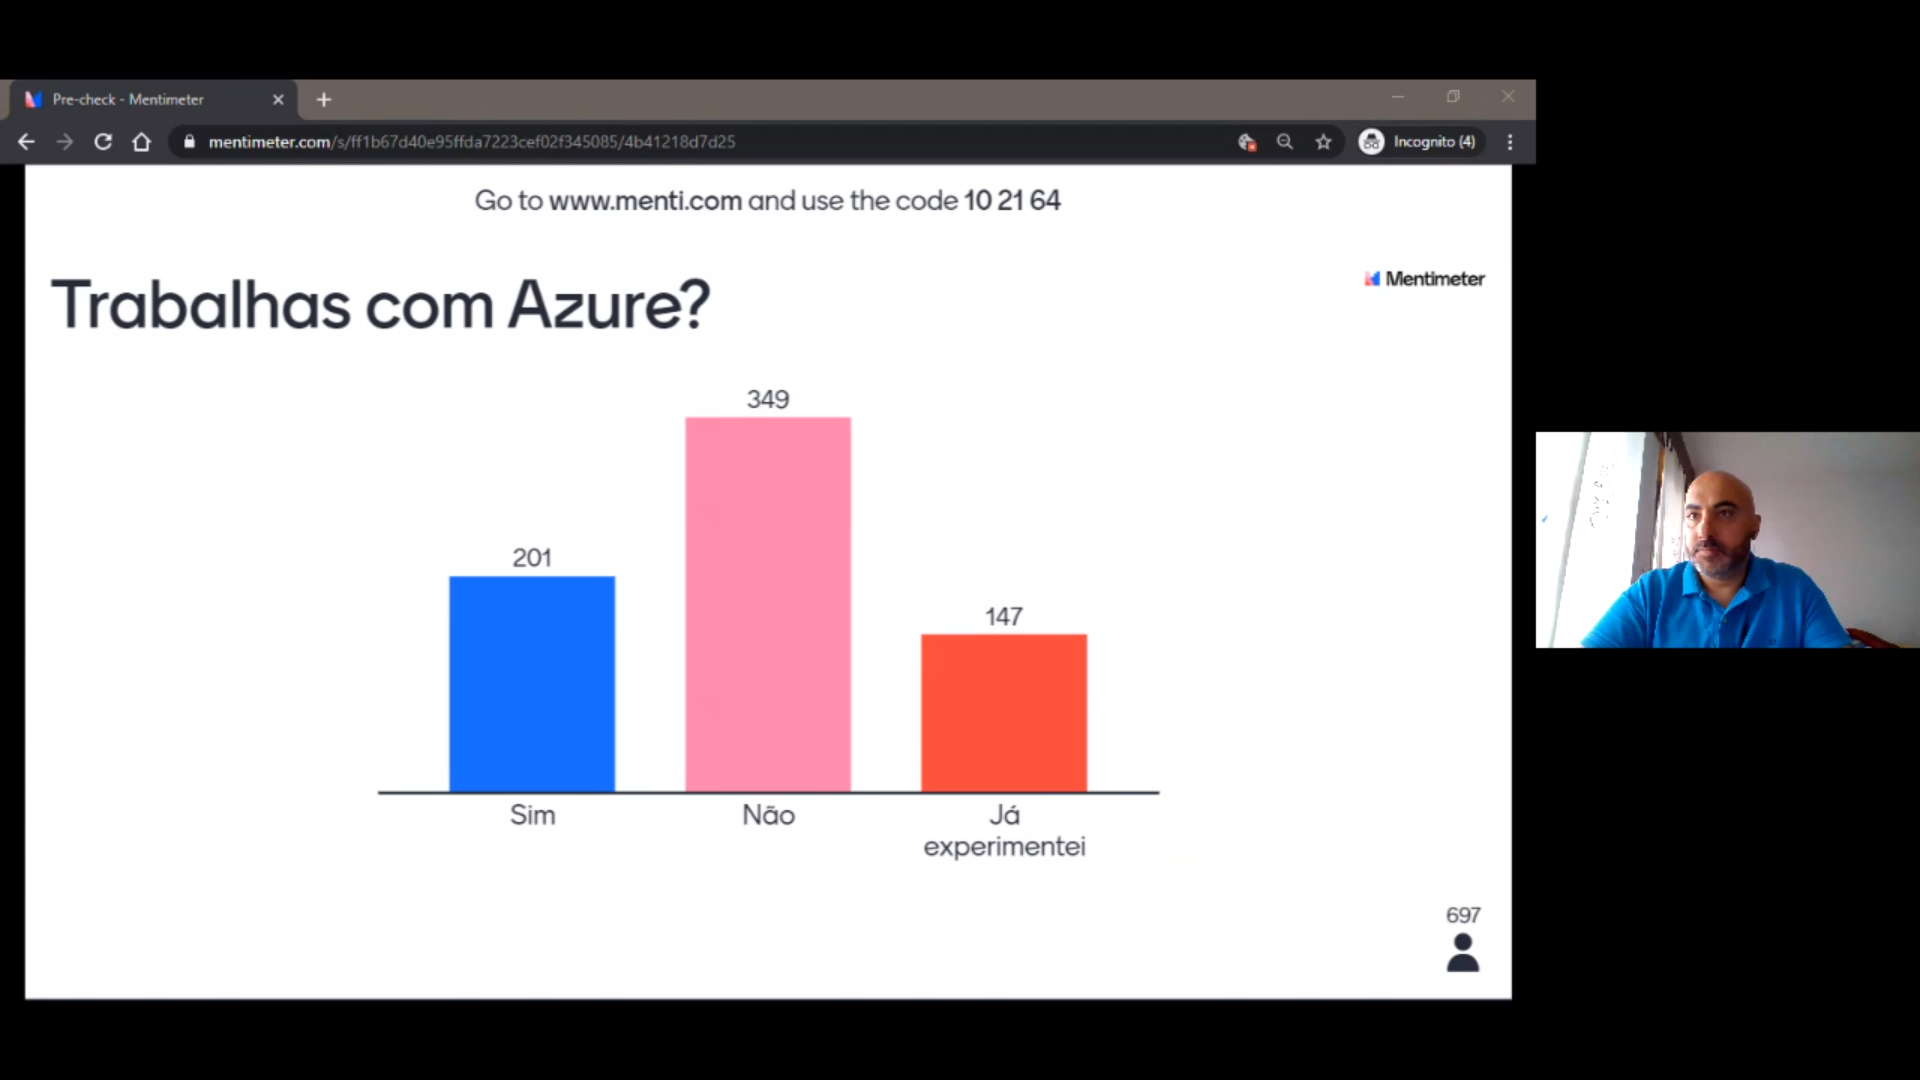 Pre-check - Mentimeter
mentimeter.com/s/ff1b67d40e95ffda7223cef02f345085/4b41218d7d25
Incognito (4)
Go to www.menti.com and use the code 10 21 64
Trabalhas com Azure?
Mentimeter
349
201
147
Sim
Não
Já
experimentei
697